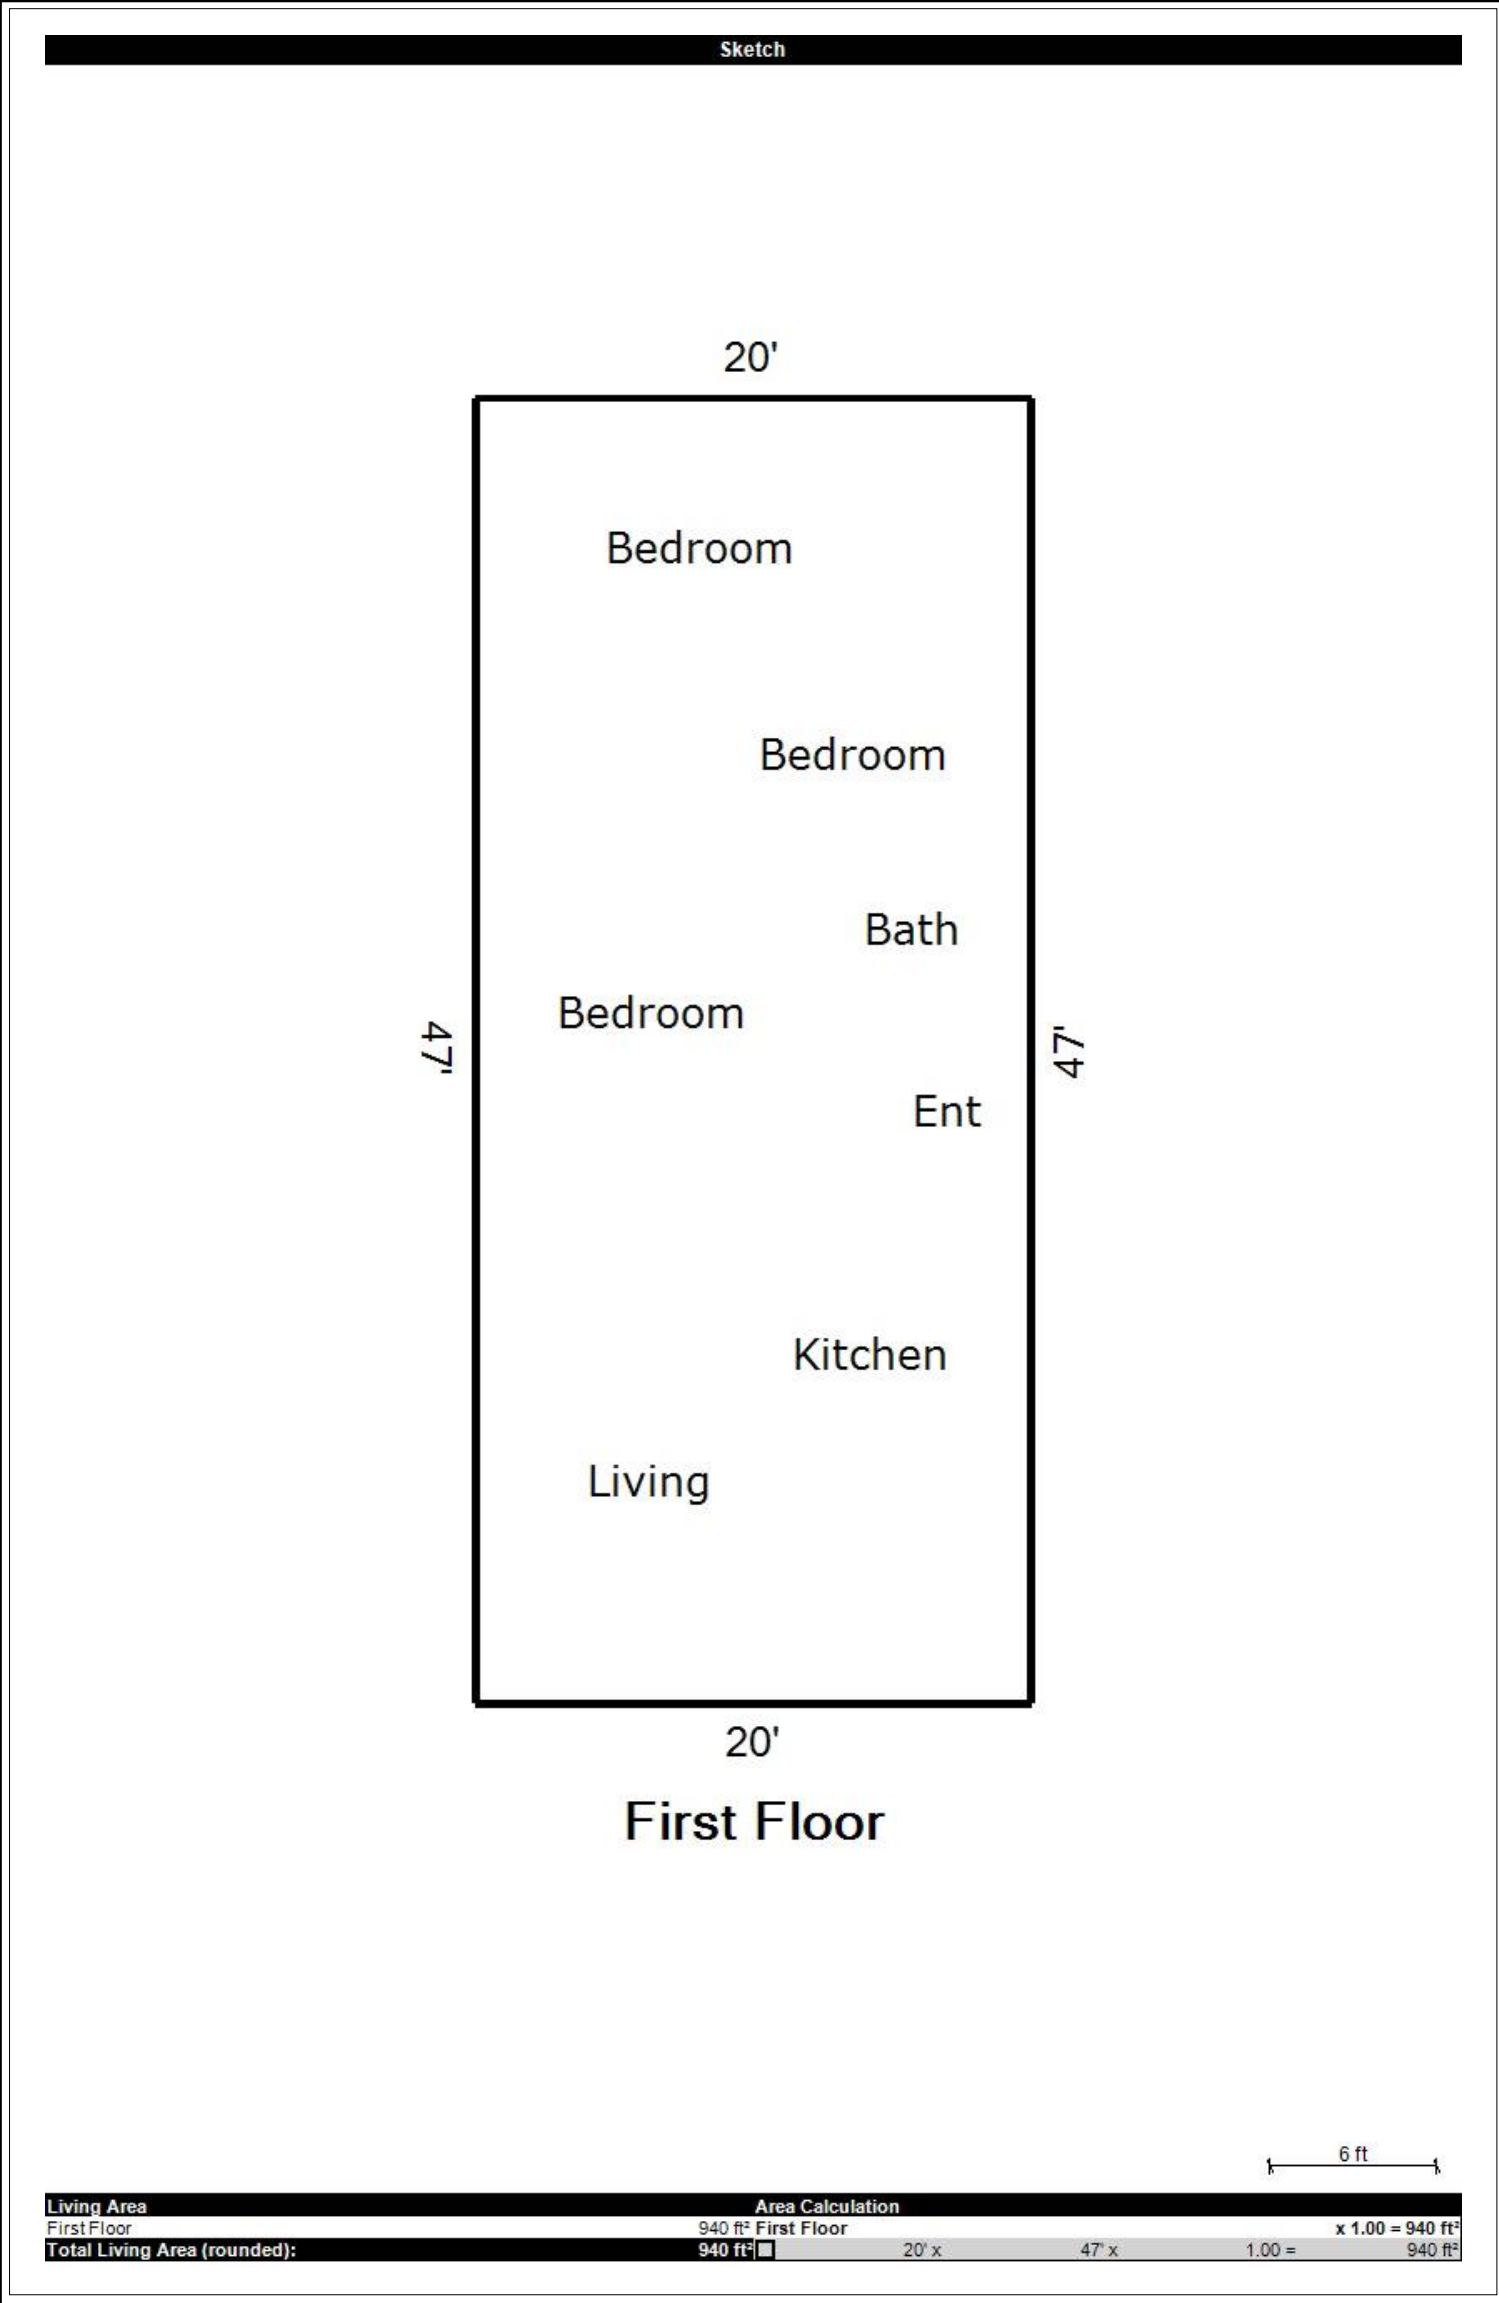 Sketch
20'
Bedroom
Bedroom
Bath
Bedroom
47'
47'
Ent
Kitchen
Living
20'
First Floor
6 ft
Living Area Area Calculation
First Floor 940 ft² First Floor x 1.00 = 940 ft²
Total Living Area (rounded): 940 ft² 20' x 47' x 1.00 = 940 ft²